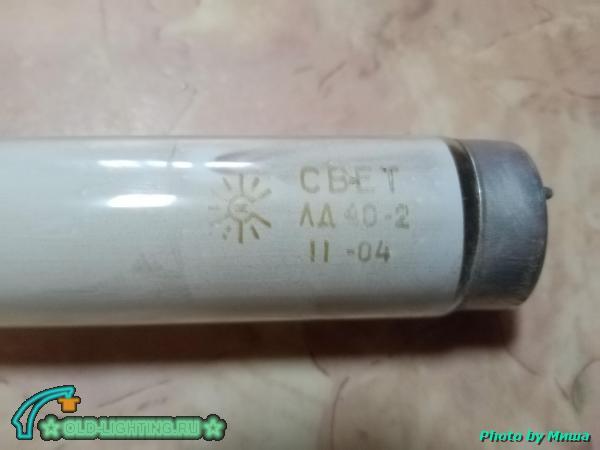 СВЕТ
ЛД 40-2
11-04
OLD-LIGHTING.RU
Photo by Миша